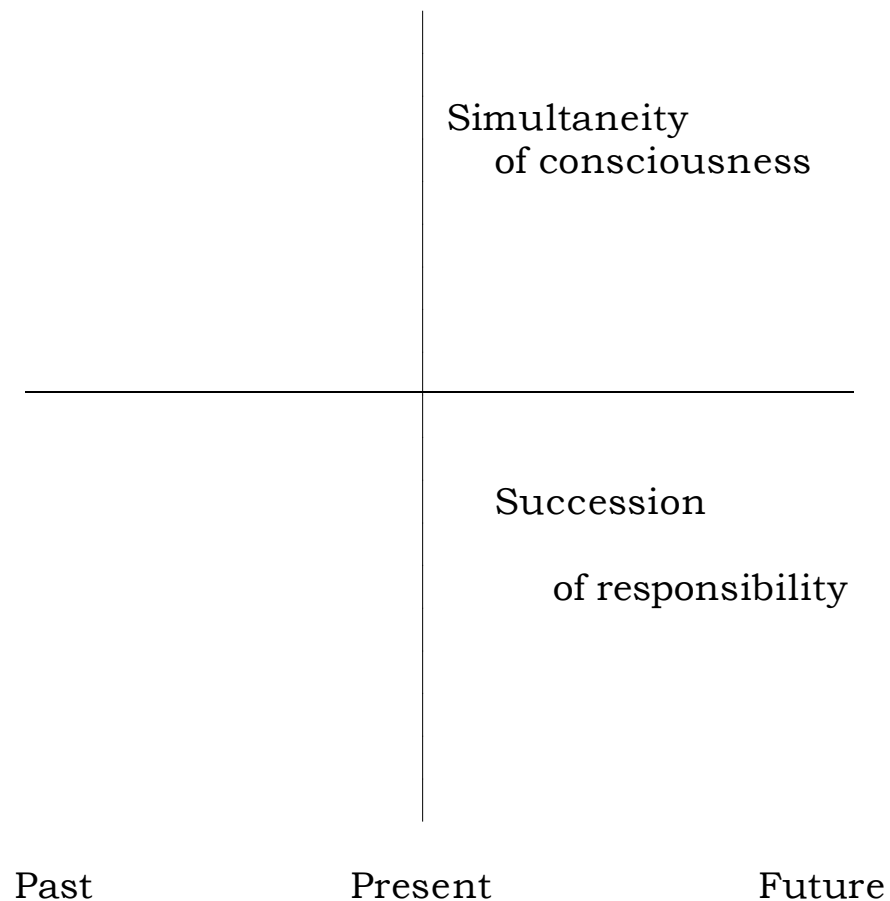 Simultaneity
of consciousness
Succession
of responsibility
Past Present Future